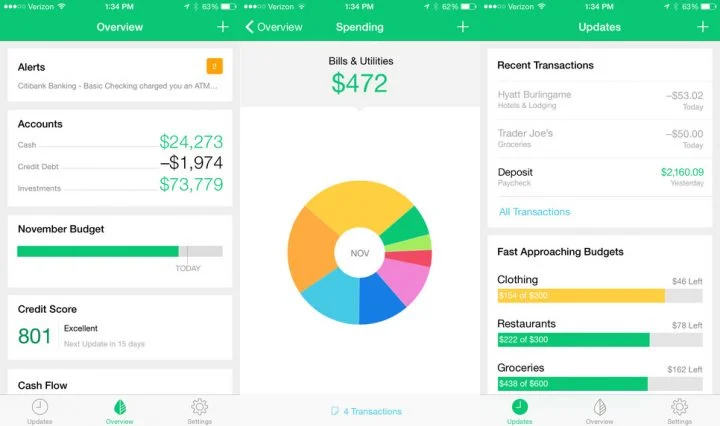 Verizon 1:34 PM 63%
Overview +
Alerts 2
Citibank Banking - Basic Checking charged you an ATM...
Accounts
Cash $24,273
Credit Debt –$1,974
Investments $73,779
November Budget
TODAY
Credit Score
801 Excellent
Next Update in 15 days
Cash Flow
Updates Overview Settings
Verizon 1:34 PM 62%
Overview Spending +
Bills & Utilities
$472
NOV
4 Transactions
Verizon 1:34 PM 63%
Updates +
Recent Transactions
Hyatt Burlingame –$53.02
Hotels & Lodging Today
Trader Joe's –$50.00
Groceries Today
Deposit $2,160.09
Paycheck Yesterday
All Transactions
Fast Approaching Budgets
Clothing $46 Left
$154 of $200
Restaurants $78 Left
$222 of $300
Groceries $162 Left
$438 of $600
Updates Overview Settings